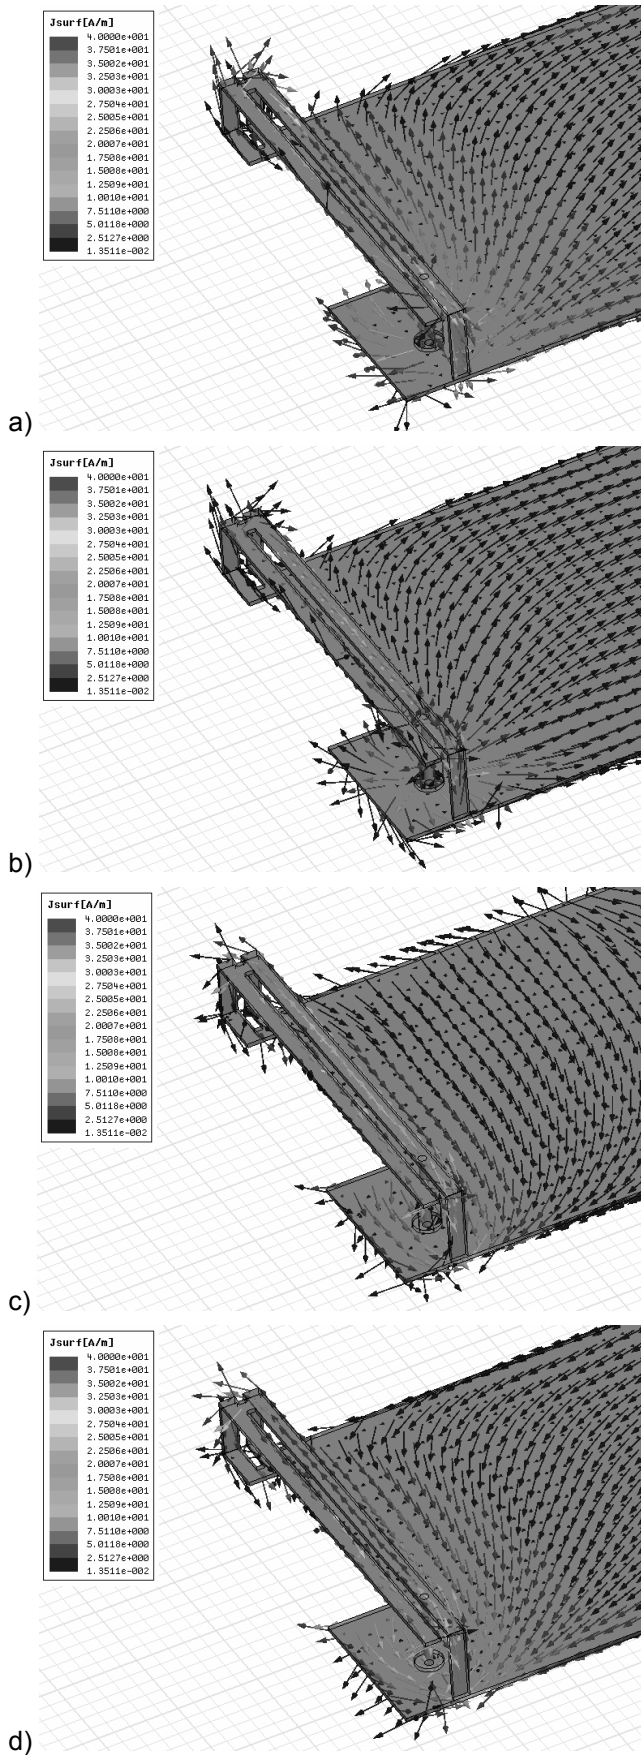 Jsurf[A/m]
4.0000e+001
3.7501e+001
3.5002e+001
3.2503e+001
3.0003e+001
2.7504e+001
2.5005e+001
2.2506e+001
2.0007e+001
1.7508e+001
1.5008e+001
1.2509e+001
1.0010e+001
7.5110e+000
5.0118e+000
2.5127e+000
1.3511e-002
a)
Jsurf[A/m]
4.0000e+001
3.7501e+001
3.5002e+001
3.2503e+001
3.0003e+001
2.7504e+001
2.5005e+001
2.2506e+001
2.0007e+001
1.7508e+001
1.5008e+001
1.2509e+001
1.0010e+001
7.5110e+000
5.0118e+000
2.5127e+000
1.3511e-002
b)
Jsurf[A/m]
4.0000e+001
3.7501e+001
3.5002e+001
3.2503e+001
3.0003e+001
2.7504e+001
2.5005e+001
2.2506e+001
2.0007e+001
1.7508e+001
1.5008e+001
1.2509e+001
1.0010e+001
7.5110e+000
5.0118e+000
2.5127e+000
1.3511e-002
c)
Jsurf[A/m]
4.0000e+001
3.7501e+001
3.5002e+001
3.2503e+001
3.0003e+001
2.7504e+001
2.5005e+001
2.2506e+001
2.0007e+001
1.7508e+001
1.5008e+001
1.2509e+001
1.0010e+001
7.5110e+000
5.0118e+000
2.5127e+000
1.3511e-002
d)